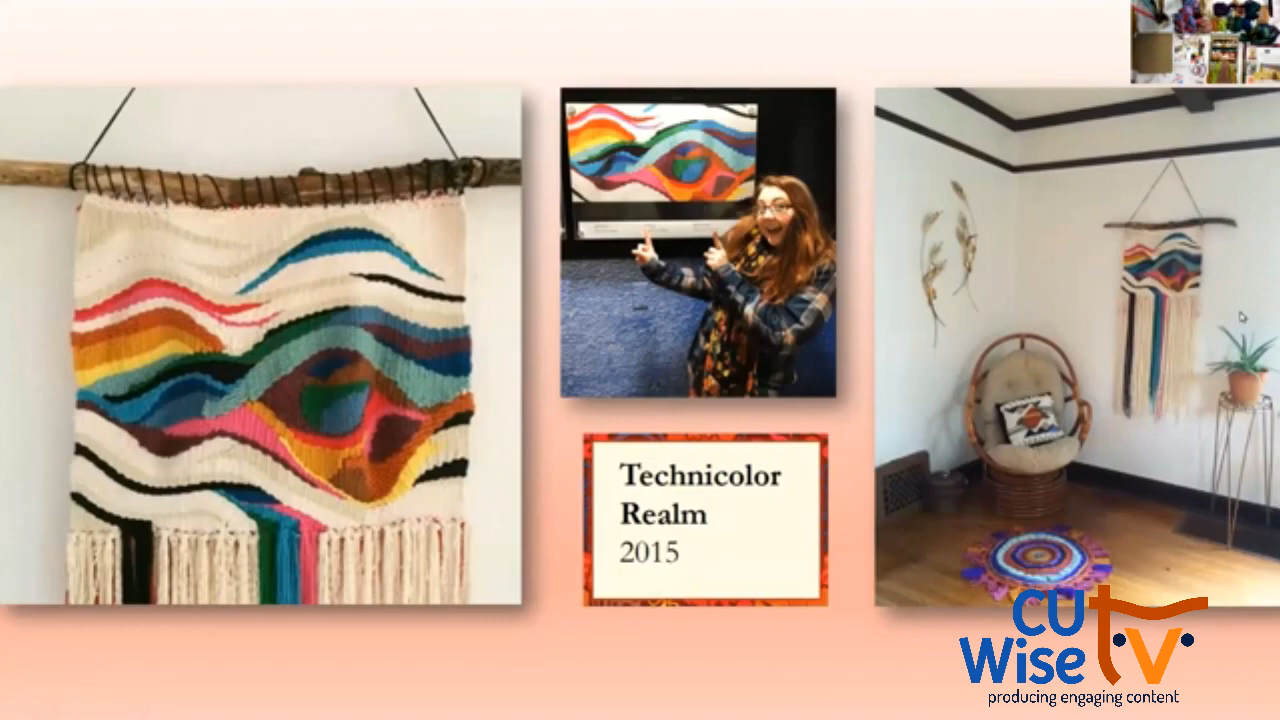 Technicolor
Realm
2015
CU
Wise tv
producing engaging content